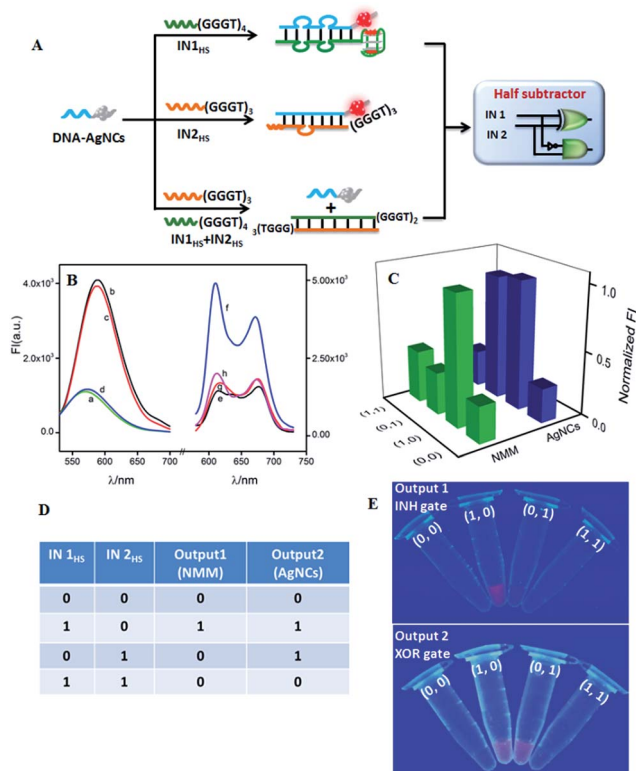 A
(GGGT)4
IN1HS
(GGGT)3
IN2HS
(GGGT)3
DNA-AgNCs
(GGGT)3
(GGGT)4
IN1HS+IN2HS
+
3(TGGG)
(GGGT)2
Half subtractor
IN 1
IN 2
B
FI(a.u.)
4.0x10³
2.0x10³
0.0
b
c
d
a
f
h
g
e
5.00x10³
2.50x10³
0.00
550 600 650 700 600 650 700 750
λ/nm
λ/nm
C
1.0
0.5
0.0
Normalized FI
(1,1)
(0,1)
(1,0)
(0,0)
NMM
AgNCs
D
IN 1HS IN 2HS Output1 (NMM) Output2 (AgNCs)
0 0 0 0
1 0 1 1
0 1 0 1
1 1 0 0
E
Output 1
INH gate
(0, 0) (1, 0) (0, 1) (1, 1)
Output 2
XOR gate
(0, 0) (1, 0) (0, 1) (1, 1)